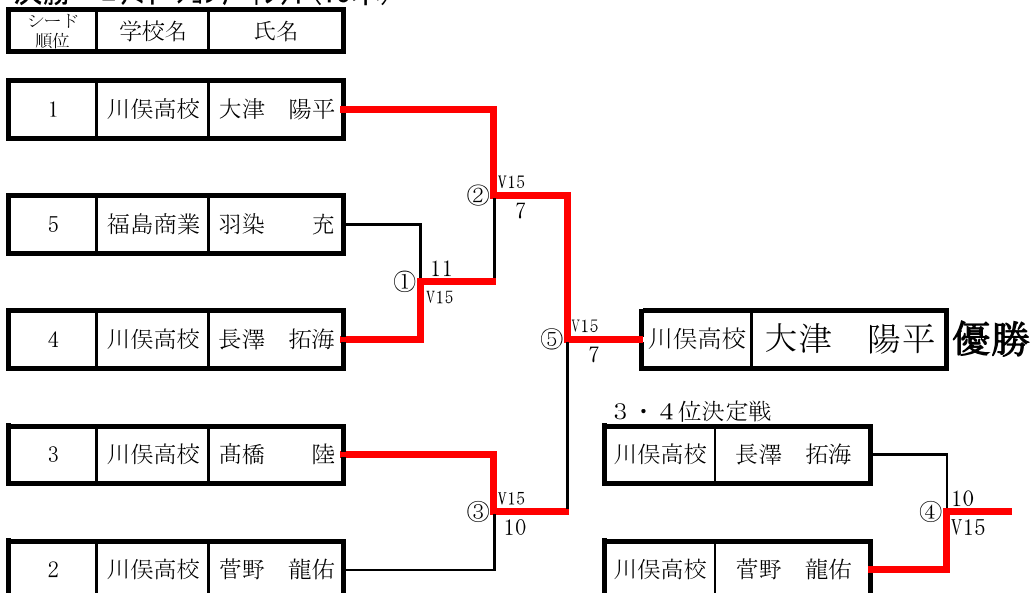 シード順位 学校名 氏名
1 川俣高校 大津 陽平
② V15
7
5 福島商業 羽染 充
① 11
V15
4 川俣高校 長澤 拓海
⑤ V15
7
川俣高校 大津 陽平 優勝
3・4位決定戦
3 川俣高校 髙橋 陸
川俣高校 長澤 拓海
③ V15
10
④ 10
V15
2 川俣高校 菅野 龍佑
川俣高校 菅野 龍佑